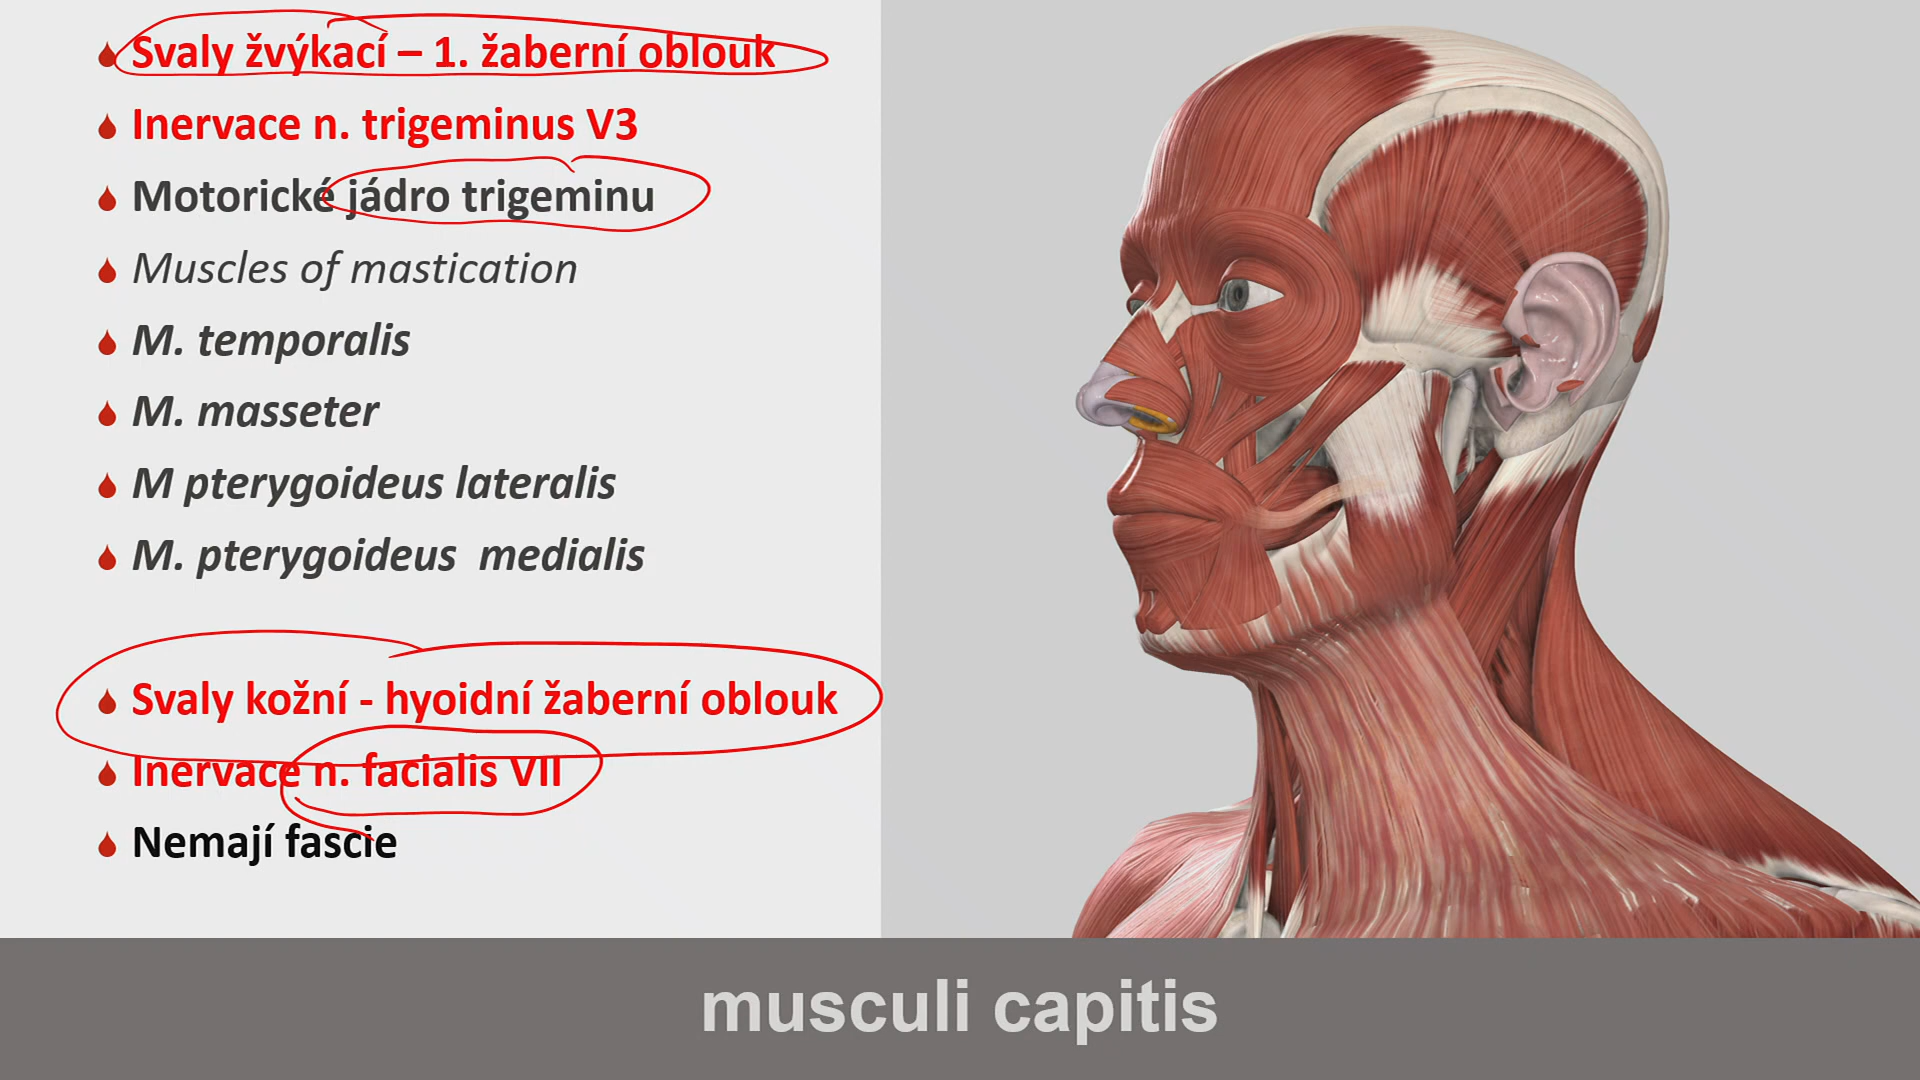 Svaly žvýkací – 1. žaberní oblouk
Inervace n. trigeminus V3
Motorické jádro trigeminu
Muscles of mastication
M. temporalis
M. masseter
M pterygoideus lateralis
M. pterygoideus  medialis
Svaly kožní - hyoidní žaberní oblouk
Inervace n. facialis VII
Nemají fascie
musculi capitis